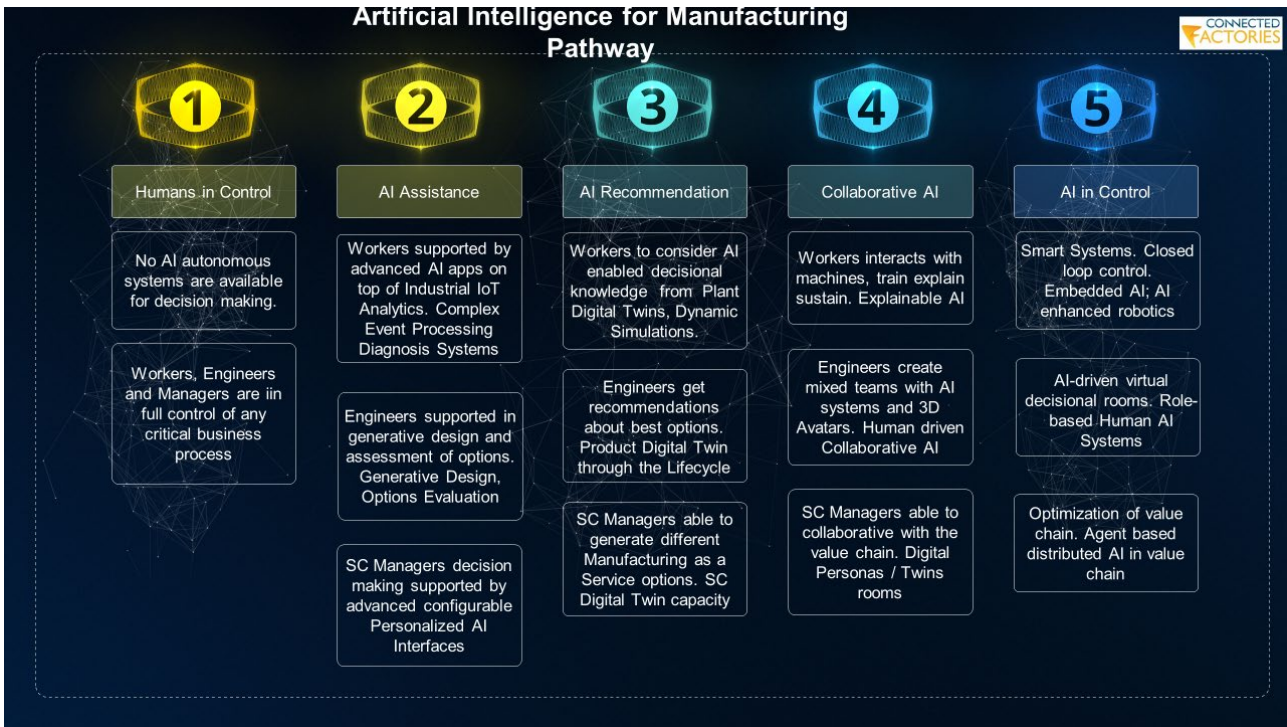 Artificial Intelligence for Manufacturing
Pathway
CONNECTED
FACTORIES
1
2
3
4
5
Humans in Control
AI Assistance
AI Recommendation
Collaborative AI
AI in Control
No AI autonomous
systems are available
for decision making.
Workers, Engineers
and Managers are iin
full control of any
critical business
process
Workers supported by
advanced AI apps on
top of Industrial IoT
Analytics. Complex
Event Processing
Diagnosis Systems
Engineers supported in
generative design and
assessment of options.
Generative Design,
Options Evaluation
SC Managers decision
making supported by
advanced configurable
Personalized AI
Interfaces
Workers to consider AI
enabled decisional
knowledge from Plant
Digital Twins, Dynamic
Simulations.
Engineers get
recommendations
about best options.
Product Digital Twin
through the Lifecycle
SC Managers able to
generate different
Manufacturing as a
Service options. SC
Digital Twin capacity
Workers interacts with
machines, train explain
sustain. Explainable AI
Engineers create
mixed teams with AI
systems and 3D
Avatars. Human driven
Collaborative AI
SC Managers able to
collaborative with the
value chain. Digital
Personas / Twins
rooms
Smart Systems. Closed
loop control.
Embedded AI; AI
enhanced robotics
AI-driven virtual
decisional rooms. Role-
based Human AI
Systems
Optimization of value
chain. Agent based
distributed AI in value
chain